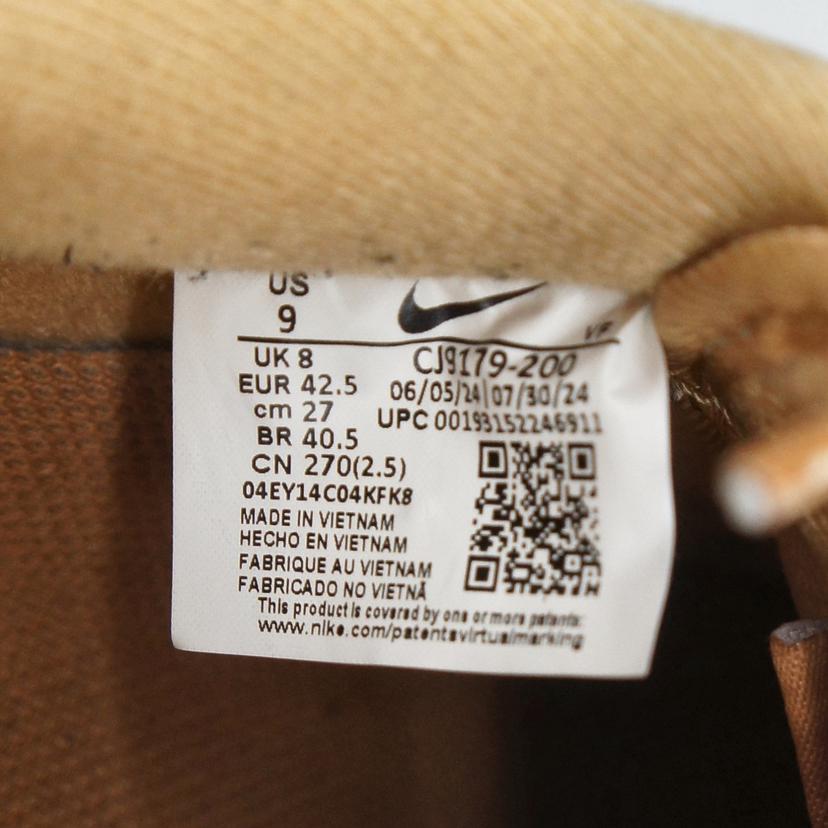 US
9
VR
UK 8
EUR 42.5
cm 27
BR 40.5
CN 270(2.5)
04EY14C04KFK8
CJ9179-200
06/05/24|07/30/24
UPC 00193152246911
MADE IN VIETNAM
HECHO EN VIETNAM
FABRIQUE AU VIETNAM
FABRICADO NO VIETNÃ
This product is covered by one or more patents:
www.nike.com/patentsvirtualmarking